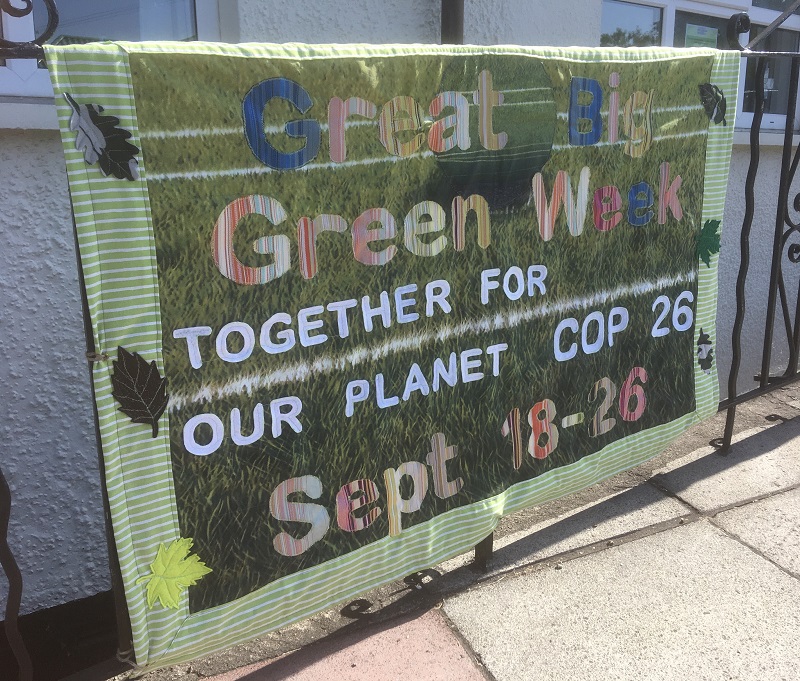 Great Big
Green Week
TOGETHER FOR
OUR PLANET COP 26
Sept 18-26